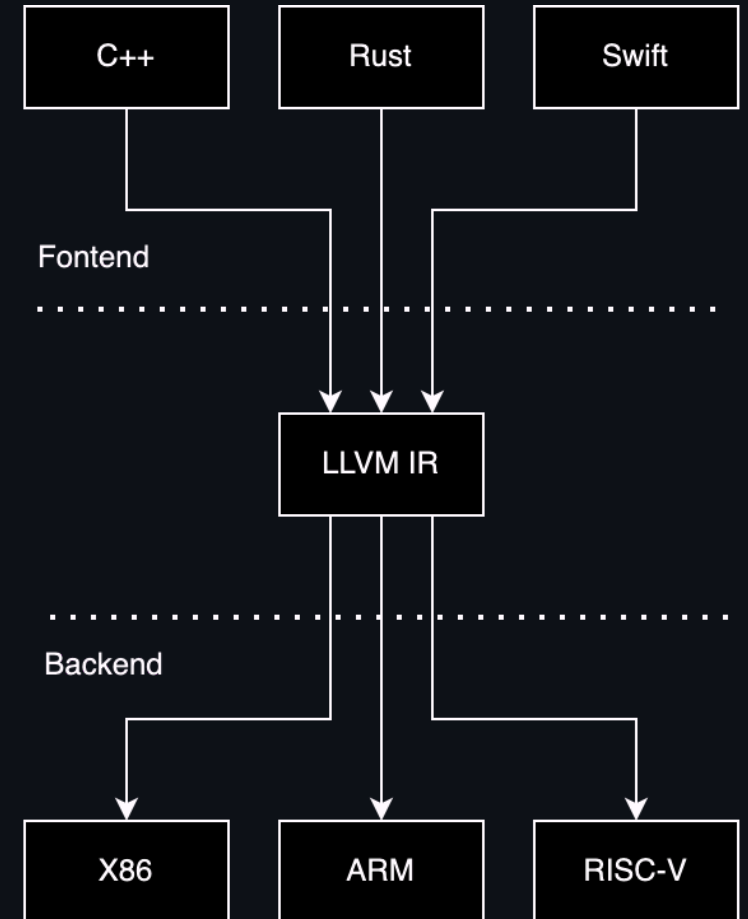 C++
Rust
Swift
Fontend
LLVM IR
Backend
X86
ARM
RISC-V